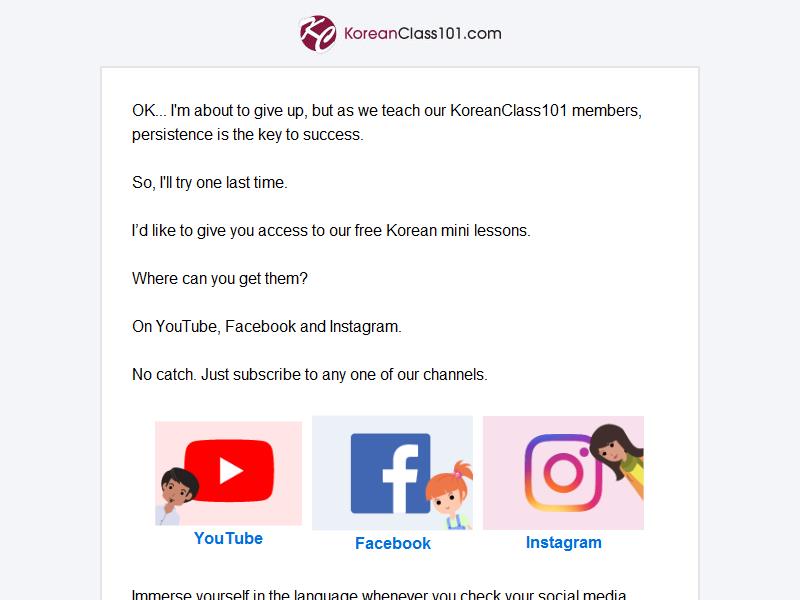 KoreanClass101.com
OK... I'm about to give up, but as we teach our KoreanClass101 members,
persistence is the key to success.
So, I'll try one last time.
I’d like to give you access to our free Korean mini lessons.
Where can you get them?
On YouTube, Facebook and Instagram.
No catch. Just subscribe to any one of our channels.
YouTube
Facebook
Instagram
Immerse yourself in the language whenever you check your social media.